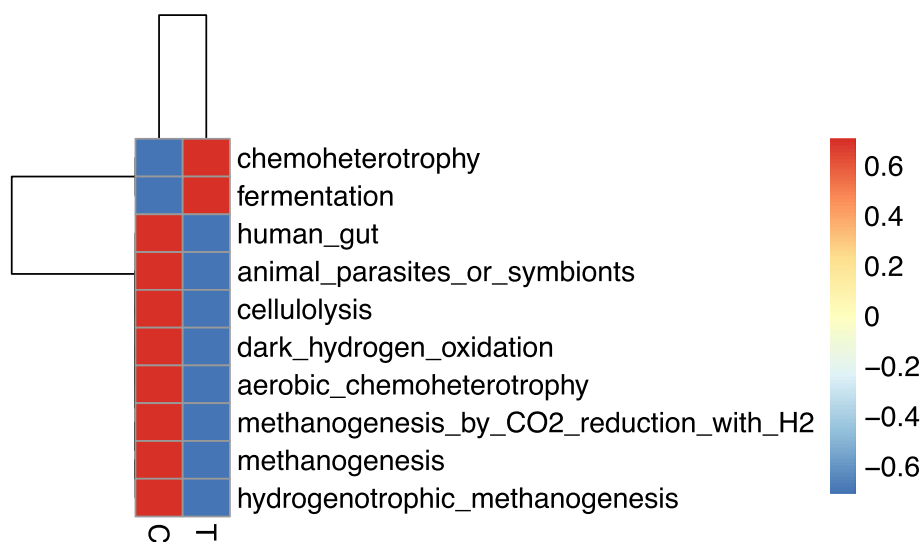 chemoheterotrophy
fermentation
human_gut
animal_parasites_or_symbionts
cellulolysis
dark_hydrogen_oxidation
aerobic_chemoheterotrophy
methanogenesis_by_CO2_reduction_with_H2
methanogenesis
hydrogenotrophic_methanogenesis
C
T
0.6
0.4
0.2
0
−0.2
−0.4
−0.6